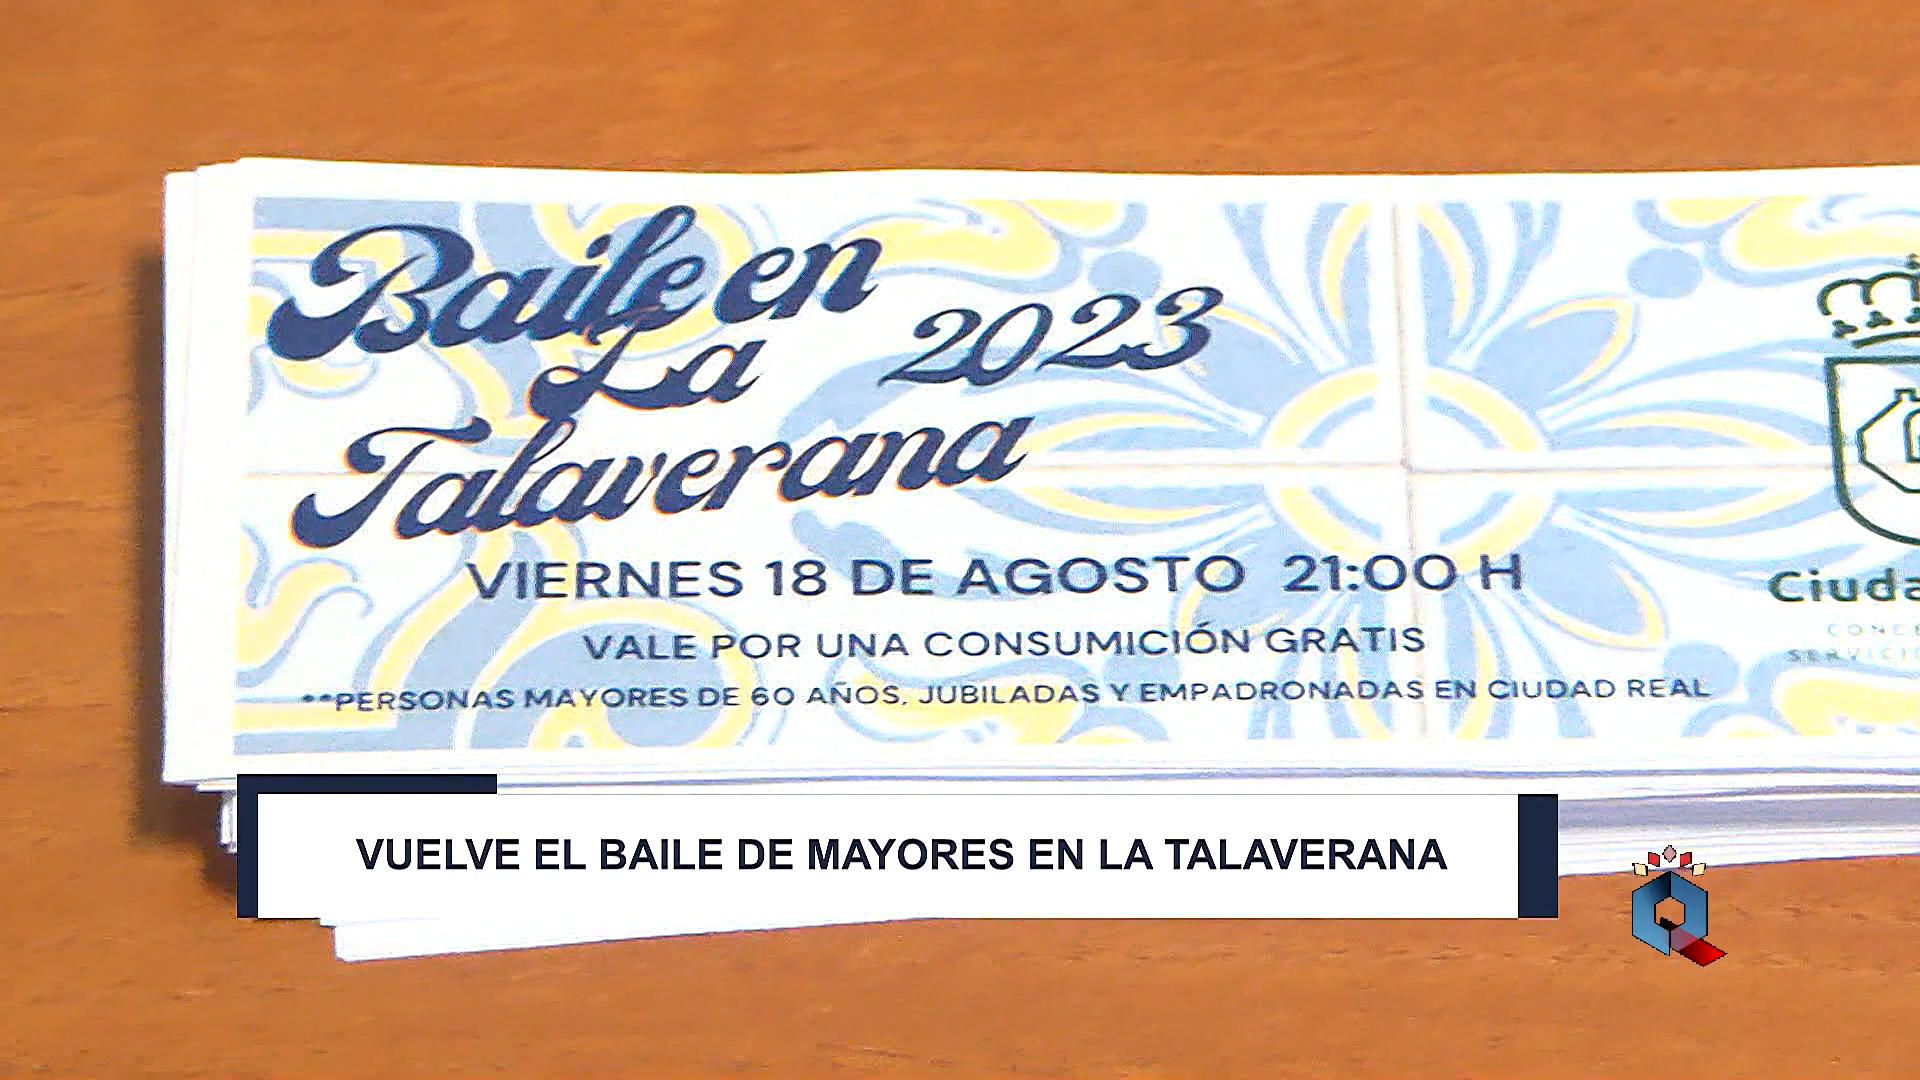 Baile en
La 2023
Talaverana
VIERNES 18 DE AGOSTO 21:00 H
VALE POR UNA CONSUMICIÓN GRATIS
**PERSONAS MAYORES DE 60 AÑOS, JUBILADAS Y EMPADRONADAS EN CIUDAD REAL
Ciuda
VUELVE EL BAILE DE MAYORES EN LA TALAVERANA